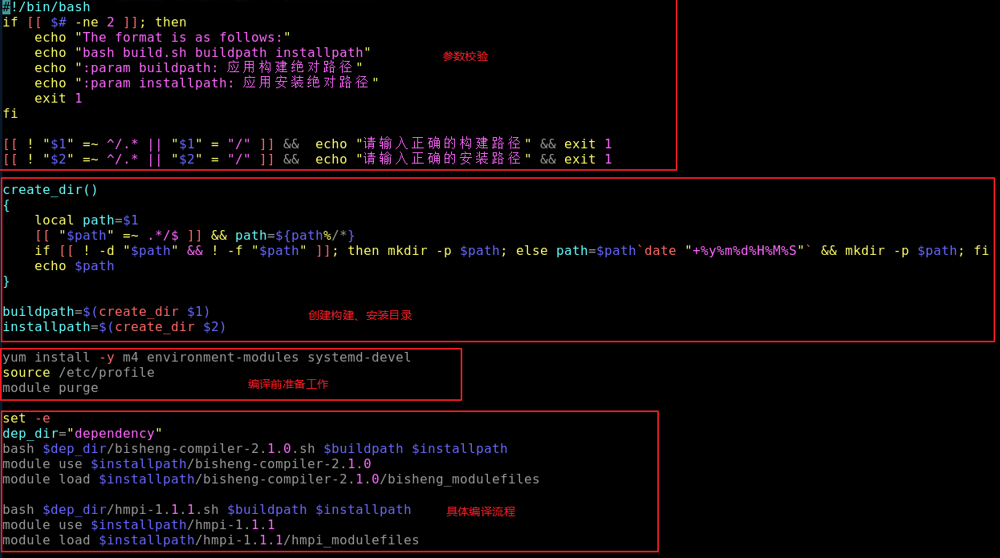 #!/bin/bash
if [[ $# -ne 2 ]]; then
    echo "The format is as follows:"
    echo "bash build.sh buildpath installpath"
    echo ":param buildpath: 应用构建绝对路径"
    echo ":param installpath: 应用安装绝对路径"
    exit 1
fi
参数校验
[[ ! "$1" =~ ^/.* || "$1" = "/" ]] &&  echo "请输入正确的构建路径" && exit 1
[[ ! "$2" =~ ^/.* || "$2" = "/" ]] &&  echo "请输入正确的安装路径" && exit 1
create_dir()
{
    local path=$1
    [[ "$path" =~ .*/$ ]] && path=${path%/*}
    if [[ ! -d "$path" && ! -f "$path" ]]; then mkdir -p $path; else path=$path`date "+%y%m%d%H%M%S"` && mkdir -p $path; fi
    echo $path
}
buildpath=$(create_dir $1)
installpath=$(create_dir $2)
创建构建、安装目录
yum install -y m4 environment-modules systemd-devel
source /etc/profile
module purge
编译前准备工作
set -e
dep_dir="dependency"
bash $dep_dir/bisheng-compiler-2.1.0.sh $buildpath $installpath
module use $installpath/bisheng-compiler-2.1.0
module load $installpath/bisheng-compiler-2.1.0/bisheng_modulefiles
bash $dep_dir/hmpi-1.1.1.sh $buildpath $installpath
module use $installpath/hmpi-1.1.1
module load $installpath/hmpi-1.1.1/hmpi_modulefiles
具体编译流程